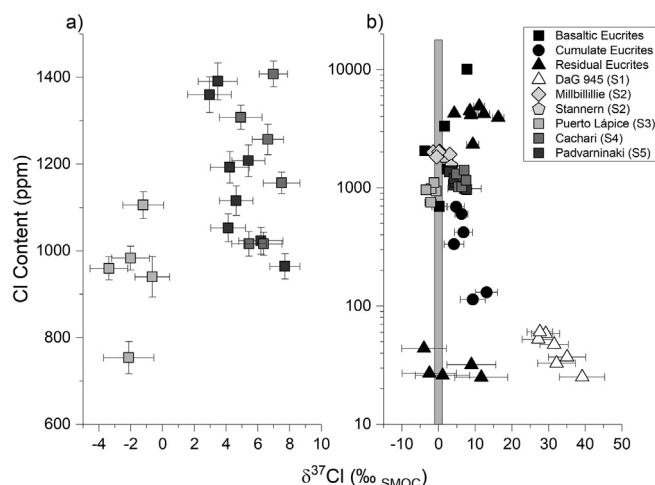 a)
b)
Cl Content (ppm)
1400
1200
1000
800
600
-4 -2 0 2 4 6 8 10
10000
1000
100
10
-10 0 10 20 30 40 50
δ³⁷Cl (‰ SMOC)
Basaltic Eucrites
Cumulate Eucrites
Residual Eucrites
DaG 945 (S1)
Millbillillie (S2)
Stannern (S2)
Puerto Lápice (S3)
Cachari (S4)
Padvarninaki (S5)